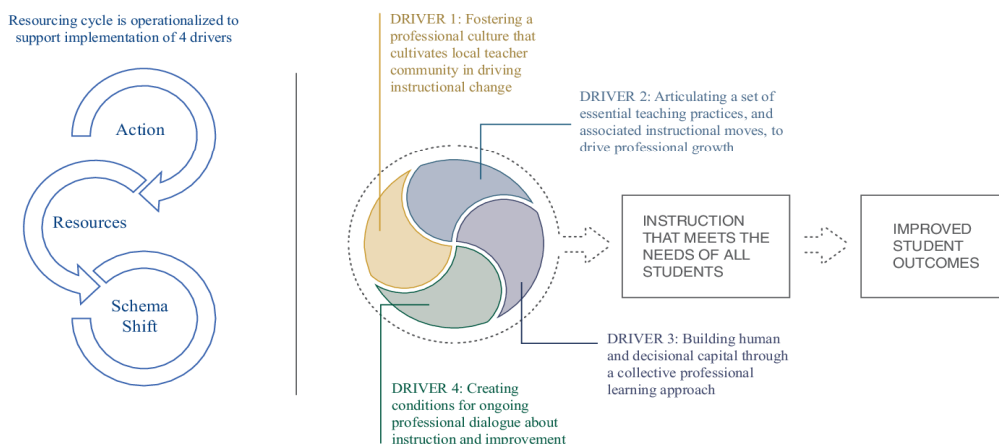 Resourcing cycle is operationalized to
support implementation of 4 drivers
Action
Resources
Schema
Shift
DRIVER 1: Fostering a
professional culture that
cultivates local teacher
community in driving
instructional change
DRIVER 2: Articulating a set of
essential teaching practices, and
associated instructional moves, to
drive professional growth
INSTRUCTION
THAT MEETS THE
NEEDS OF ALL
STUDENTS
IMPROVED
STUDENT
OUTCOMES
DRIVER 3: Building human
and decisional capital through
a collective professional
learning approach
DRIVER 4: Creating
conditions for ongoing
professional dialogue about
instruction and improvement